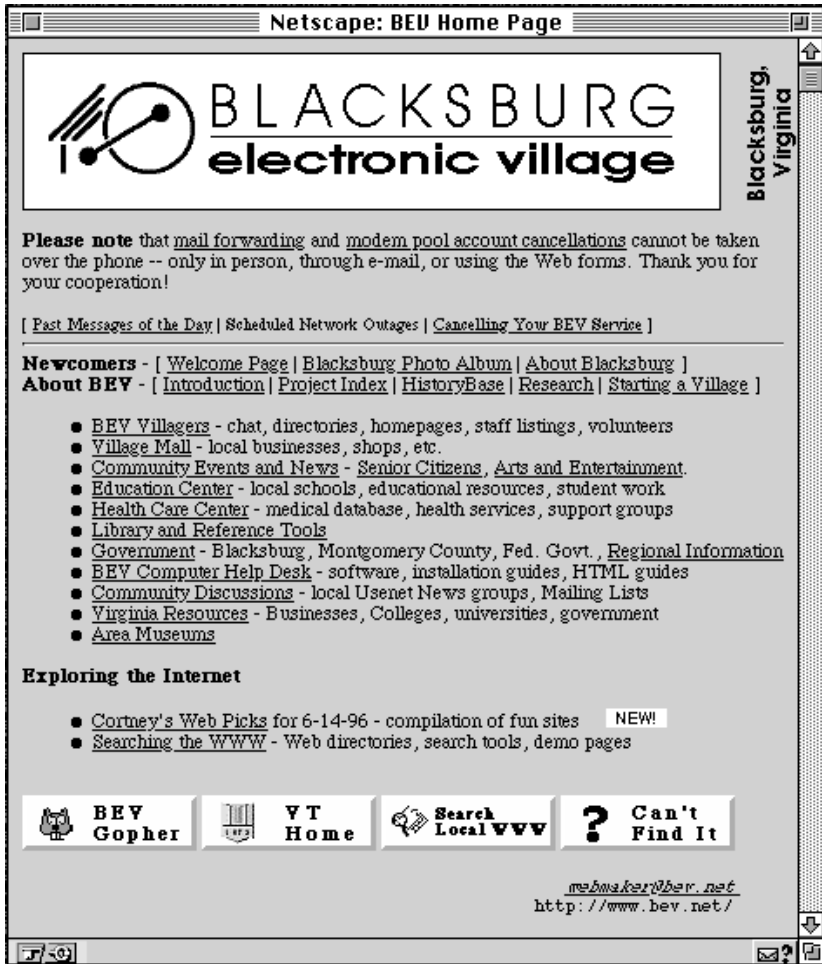 Netscape: BEV Home Page
BLACKSBURG
electronic village
Blacksburg,
Virginia
Please note that mail forwarding and modem pool account cancellations cannot be taken
over the phone -- only in person, through e-mail, or using the Web forms. Thank you for
your cooperation!
[ Past Messages of the Day | Scheduled Network Outages | Cancelling Your BEV Service ]
Newcomers - [ Welcome Page | Blacksburg Photo Album | About Blacksburg ]
About BEV - [ Introduction | Project Index | HistoryBase | Research | Starting a Village ]
● BEV Villagers - chat, directories, homepages, staff listings, volunteers
● Village Mall - local businesses, shops, etc.
● Community Events and News - Senior Citizens, Arts and Entertainment.
● Education Center - local schools, educational resources, student work
● Health Care Center - medical database, health services, support groups
● Library and Reference Tools
● Government - Blacksburg, Montgomery County, Fed. Govt., Regional Information
● BEV Computer Help Desk - software, installation guides, HTML guides
● Community Discussions - local Usenet News groups, Mailing Lists
● Virginia Resources - Businesses, Colleges, universities, government
● Area Museums
Exploring the Internet
● Cortney's Web Picks for 6-14-96 - compilation of fun sites NEW!
● Searching the WWW - Web directories, search tools, demo pages
BEV
Gopher
VT
Home
Search
Local WWW
?
Can't
Find It
webmaker@bev.net
http://www.bev.net/
?